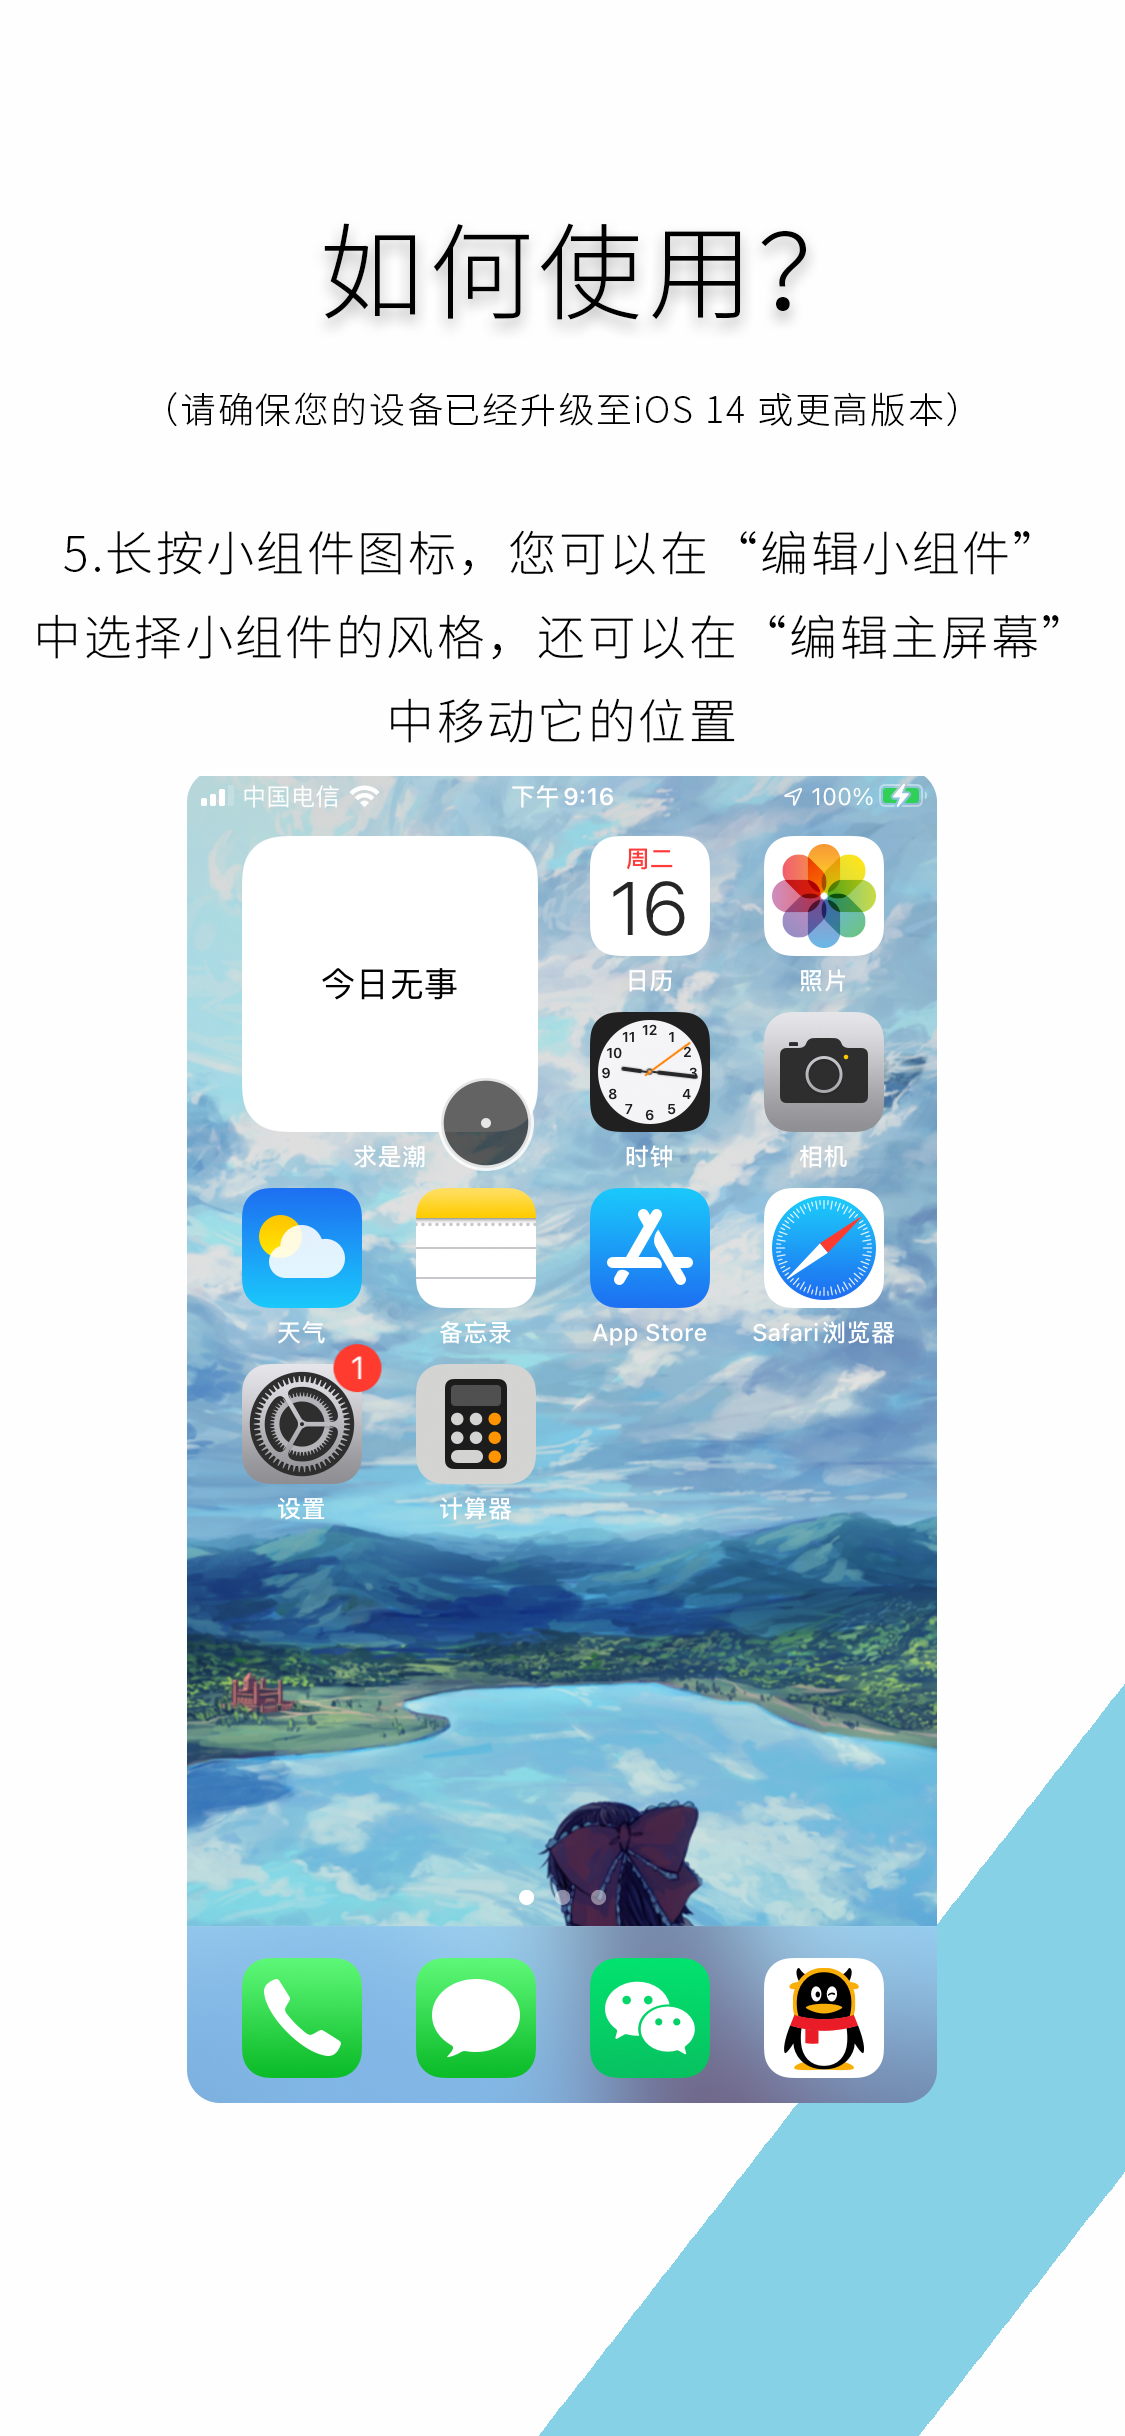 如何使用？
（请确保您的设备已经升级至iOS 14 或更高版本）
5.长按小组件图标，您可以在“编辑小组件”
中选择小组件的风格，还可以在“编辑主屏幕”
中移动它的位置
中国电信 下午9:16 100%
今日无事
求是潮
周二
16
日历
照片
12
11 1
10 2
9 3
8 4
7 5
6
时钟
相机
天气
备忘录
App Store
Safari浏览器
1
设置
计算器